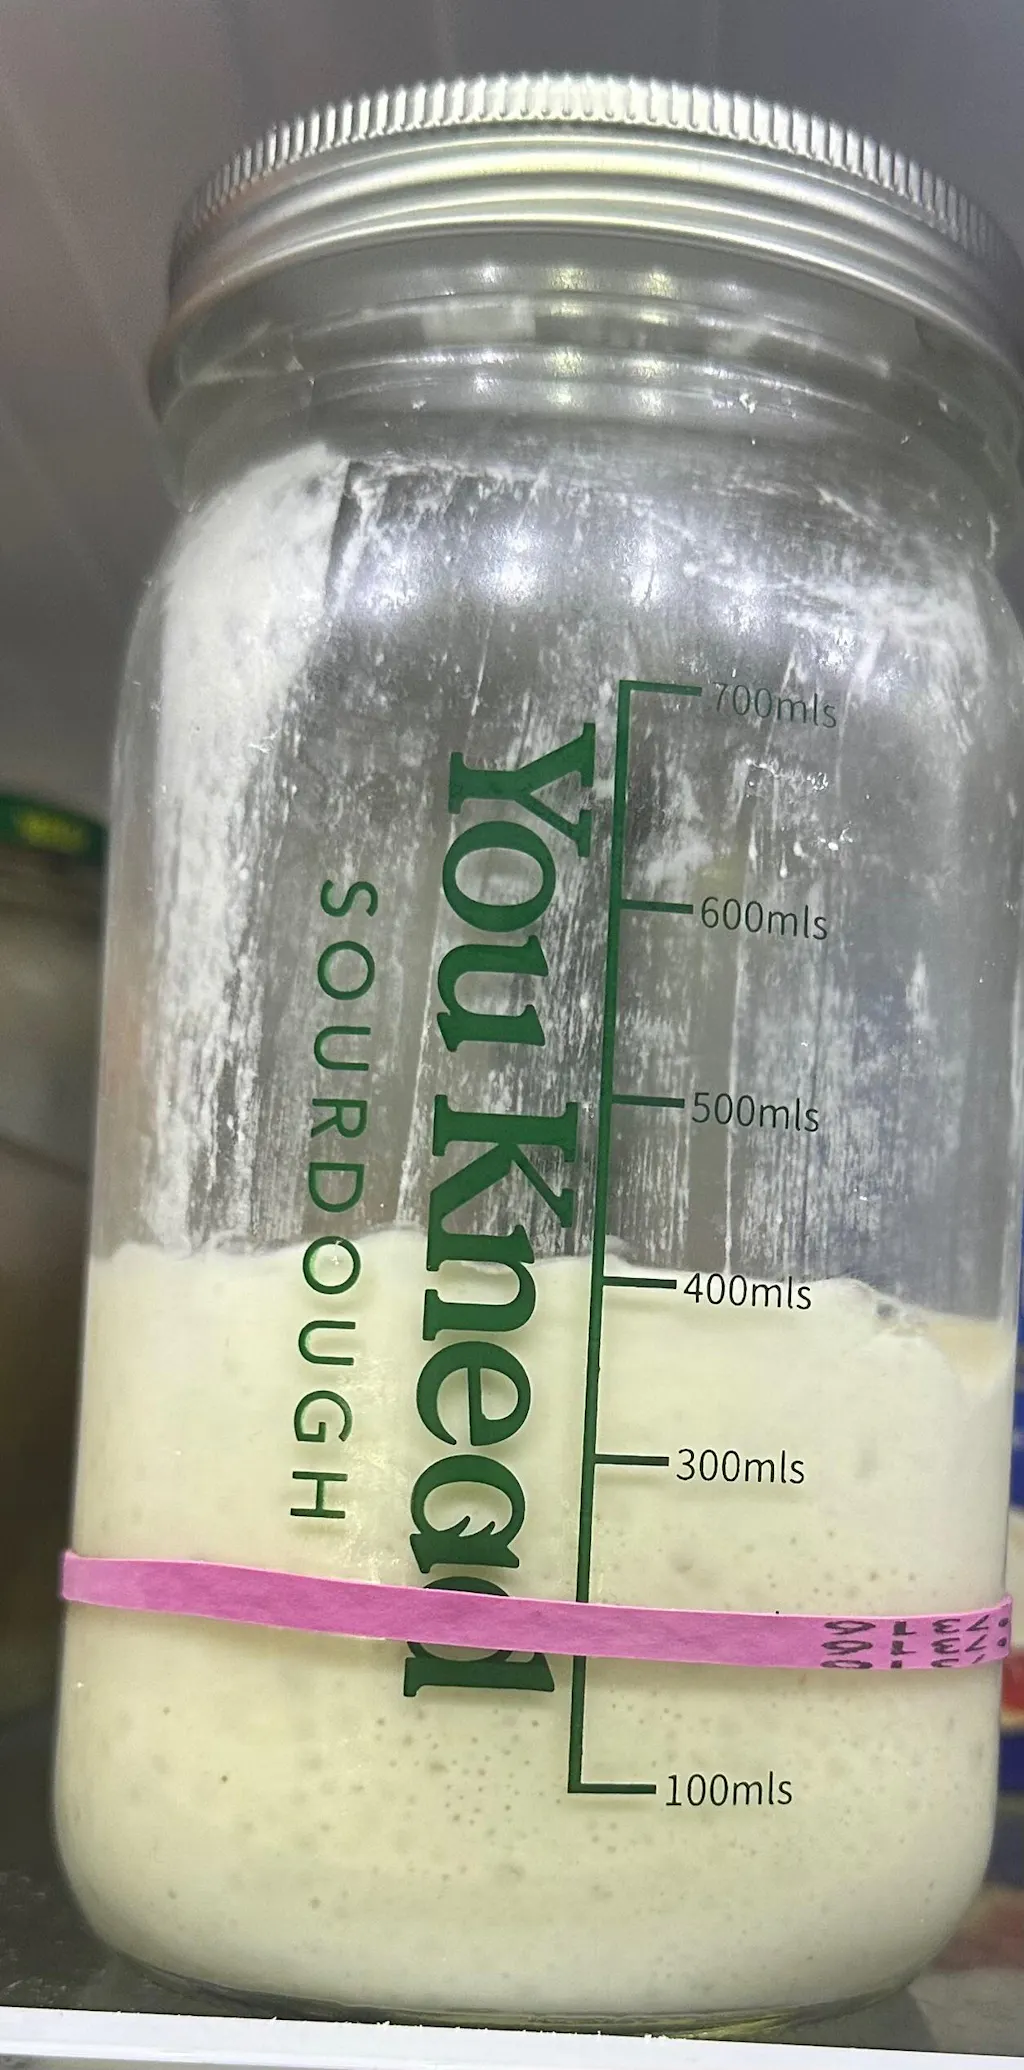 You Knead
SOURDOUGH
700mls
600mls
500mls
400mls
300mls
100mls